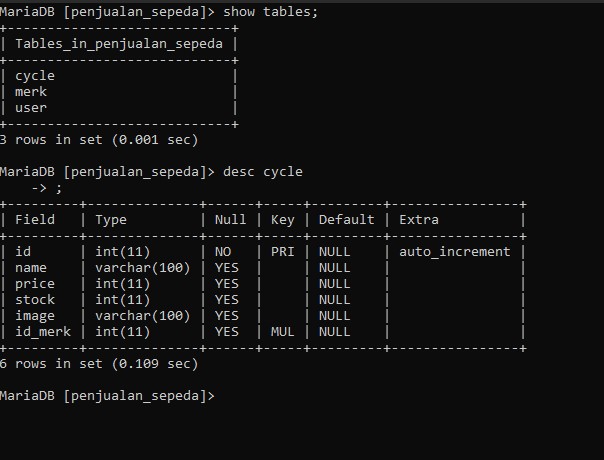 MariaDB [penjualan_sepeda]> show tables;
+---------------------------+
| Tables_in_penjualan_sepeda |
+---------------------------+
| cycle                      |
| merk                       |
| user                       |
+---------------------------+
3 rows in set (0.001 sec)

MariaDB [penjualan_sepeda]> desc cycle
    -> ;
+---------+--------------+------+-----+---------+----------------+
| Field   | Type         | Null | Key | Default | Extra          |
+---------+--------------+------+-----+---------+----------------+
| id      | int(11)      | NO   | PRI | NULL    | auto_increment |
| name    | varchar(100) | YES  |     | NULL    |                |
| price   | int(11)      | YES  |     | NULL    |                |
| stock   | int(11)      | YES  |     | NULL    |                |
| image   | varchar(100) | YES  |     | NULL    |                |
| id_merk | int(11)      | YES  | MUL | NULL    |                |
+---------+--------------+------+-----+---------+----------------+
6 rows in set (0.109 sec)

MariaDB [penjualan_sepeda]>